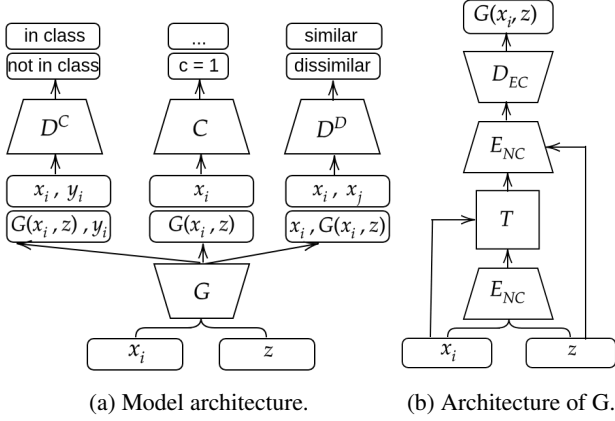 in class
not in class
D^C
x_i, y_i
G(x_i, z), y_i
...
c = 1
C
x_i
G(x_i, z)
similar
dissimilar
D^D
x_i, x_j
x_i, G(x_i, z)
G
x_i
z
(a) Model architecture.
G(x_i, z)
D_EC
E_NC
T
E_NC
x_i
z
(b) Architecture of G.